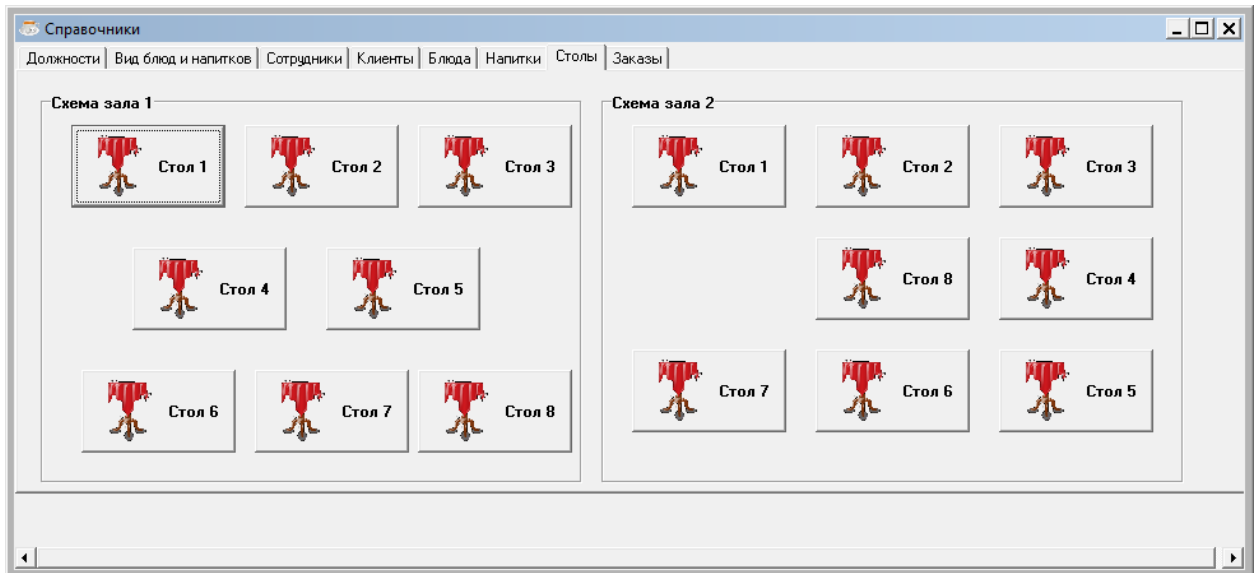 Справочники
Должности Вид блюд и напитков Сотрудники Клиенты Блюда Напитки Столы Заказы
Схема зала 1
Стол 1 Стол 2 Стол 3
Стол 4 Стол 5
Стол 6 Стол 7 Стол 8
Схема зала 2
Стол 1 Стол 2 Стол 3
Стол 8 Стол 4
Стол 7 Стол 6 Стол 5